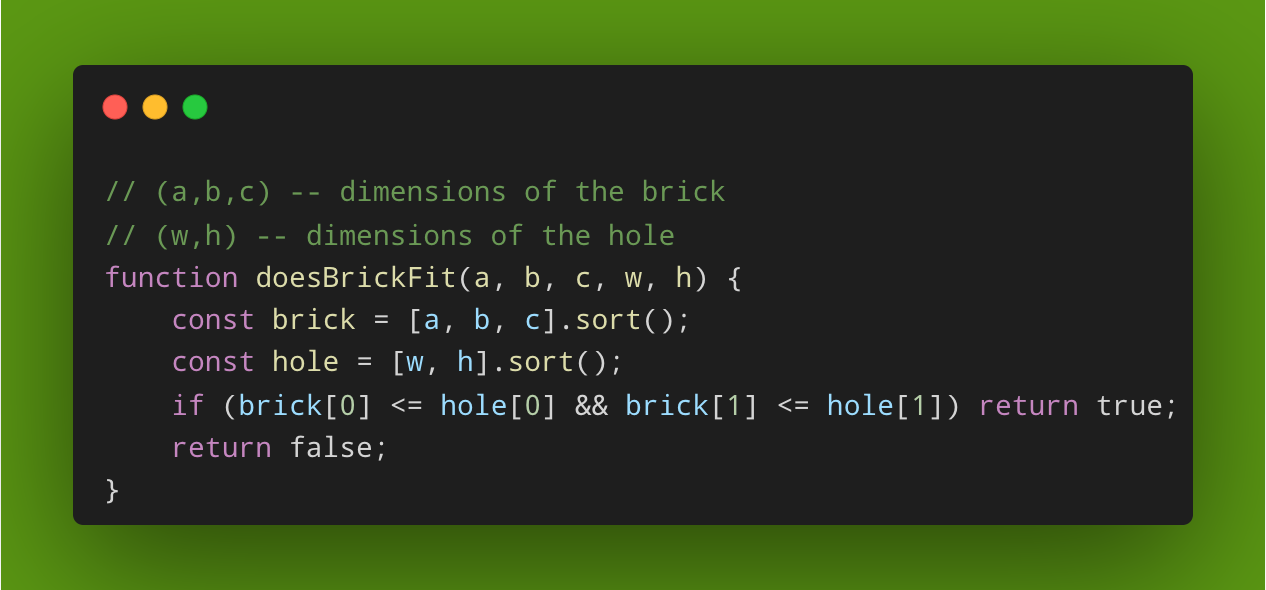 // (a,b,c) -- dimensions of the brick
// (w,h) -- dimensions of the hole
function doesBrickFit(a, b, c, w, h) {
    const brick = [a, b, c].sort();
    const hole = [w, h].sort();
    if (brick[0] <= hole[0] && brick[1] <= hole[1]) return true;
    return false;
}